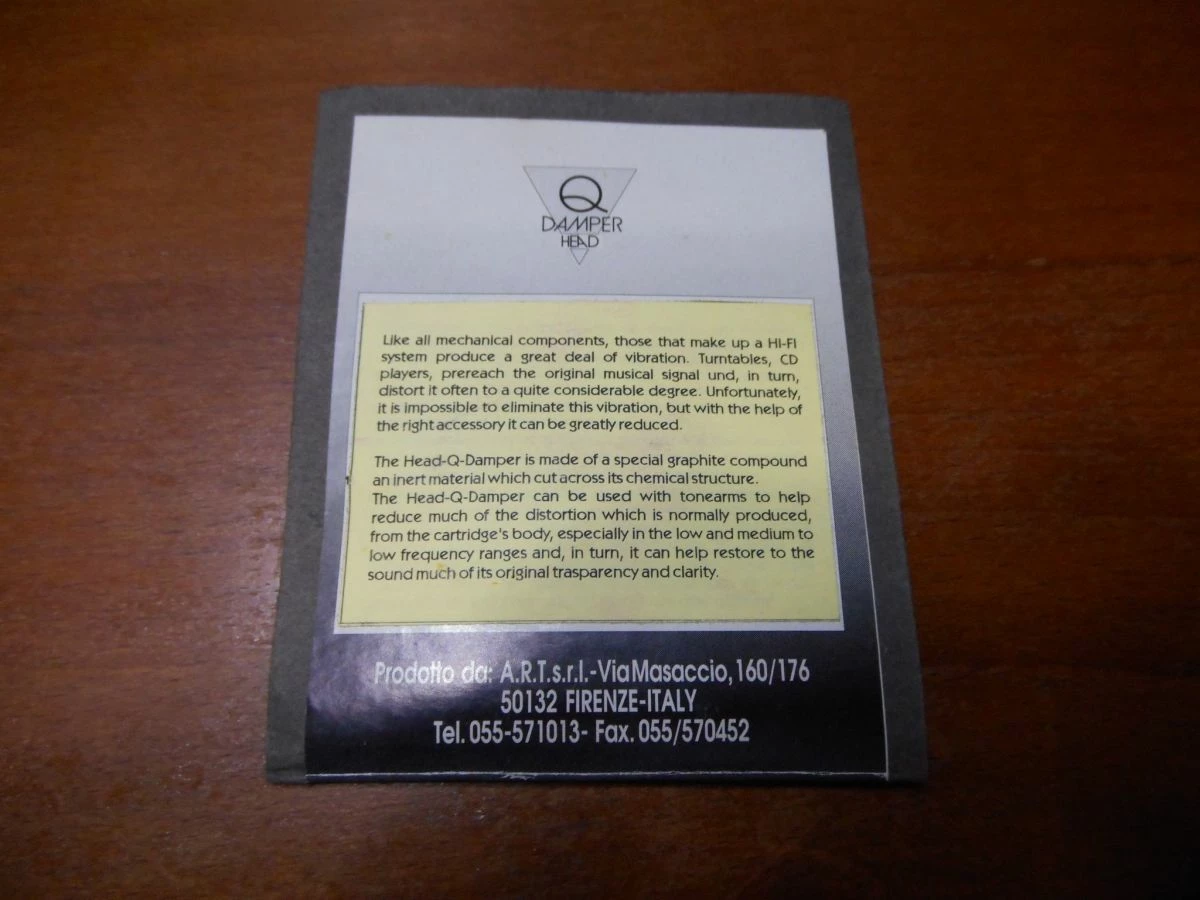 Q
DAMPER
HEAD
Like all mechanical components, those that make up a HI-FI
system produce a great deal of vibration. Turntables, CD
players, prereach the original musical signal und, in turn,
distort it often to a quite considerable degree. Unfortunately,
it is impossible to eliminate this vibration, but with the help of
the right accessory it can be greatly reduced.
The Head-Q-Damper is made of a special graphite compound
an inert material which cut across its chemical structure.
The Head-Q-Damper can be used with tonearms to help
reduce much of the distortion which is normally produced,
from the cartridge's body, especially in the low and medium to
low frequency ranges and, in turn, it can help restore to the
sound much of its original trasparency and clarity.
Prodotto da: A.R.T.s.r.l.-Via Masaccio, 160/176
50132 FIRENZE-ITALY
Tel. 055-571013- Fax. 055/570452